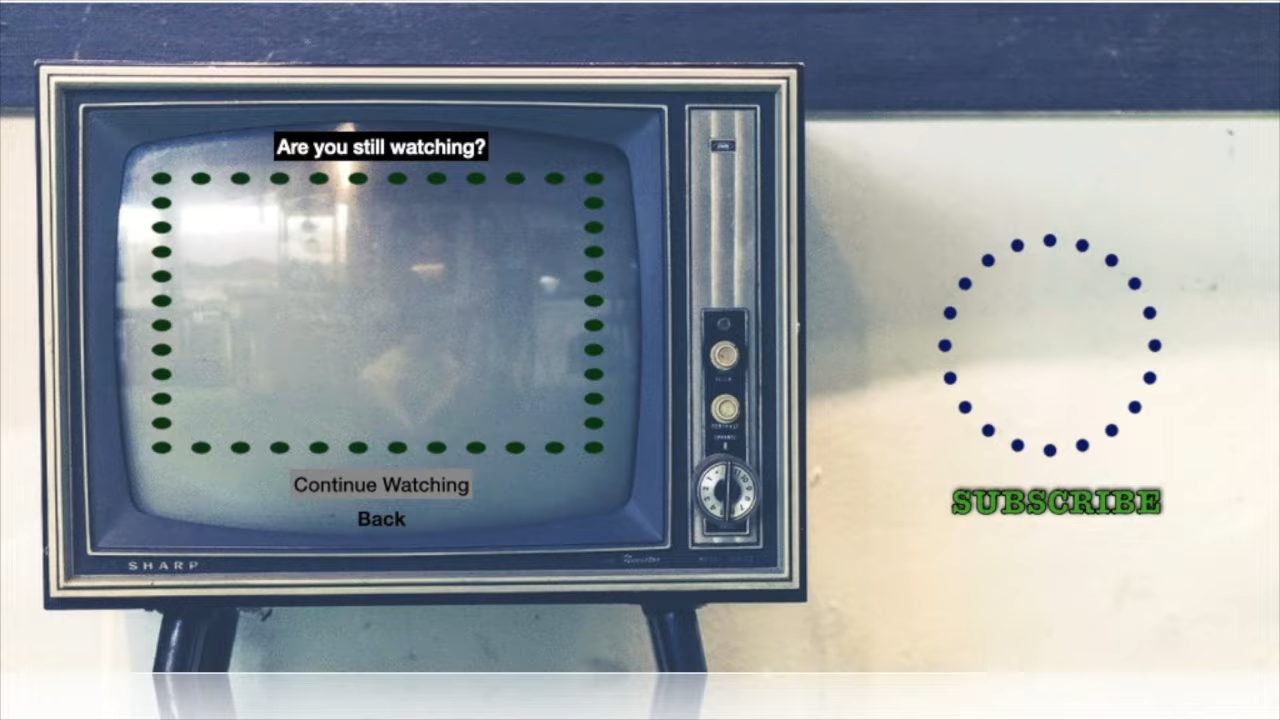 Are you still watching?
Continue Watching
Back
SHARP
SUBSCRIBE